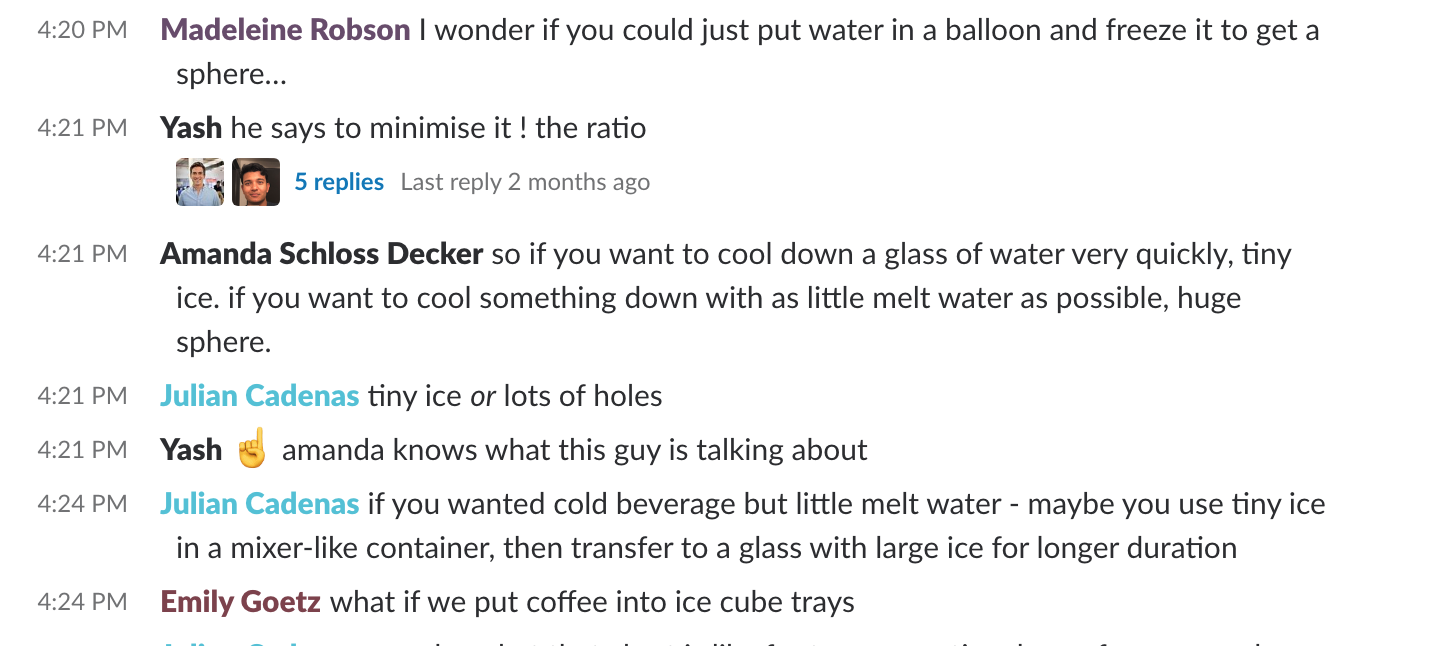 4:20 PM Madeleine Robson I wonder if you could just put water in a balloon and freeze it to get a
sphere...
4:21 PM Yash he says to minimise it ! the ratio
5 replies Last reply 2 months ago
4:21 PM Amanda Schloss Decker so if you want to cool down a glass of water very quickly, tiny
ice. if you want to cool something down with as little melt water as possible, huge
sphere.
4:21 PM Julian Cadenas tiny ice or lots of holes
4:21 PM Yash ☝️ amanda knows what this guy is talking about
4:24 PM Julian Cadenas if you wanted cold beverage but little melt water - maybe you use tiny ice
in a mixer-like container, then transfer to a glass with large ice for longer duration
4:24 PM Emily Goetz what if we put coffee into ice cube trays